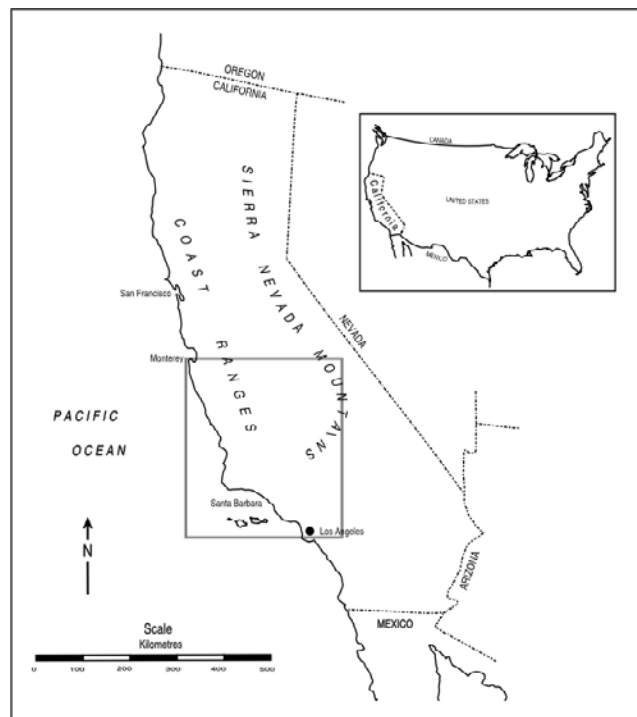 OREGON
CALIFORNIA
CANADA
UNITED STATES
California
MEXICO
SIERRA NEVADA MOUNTAINS
COAST RANGES
San Francisco
NEVADA
Monterey
PACIFIC
OCEAN
Santa Barbara
Los Angeles
N
ARIZONA
MEXICO
Scale
Kilometres
0 100 200 300 400 500